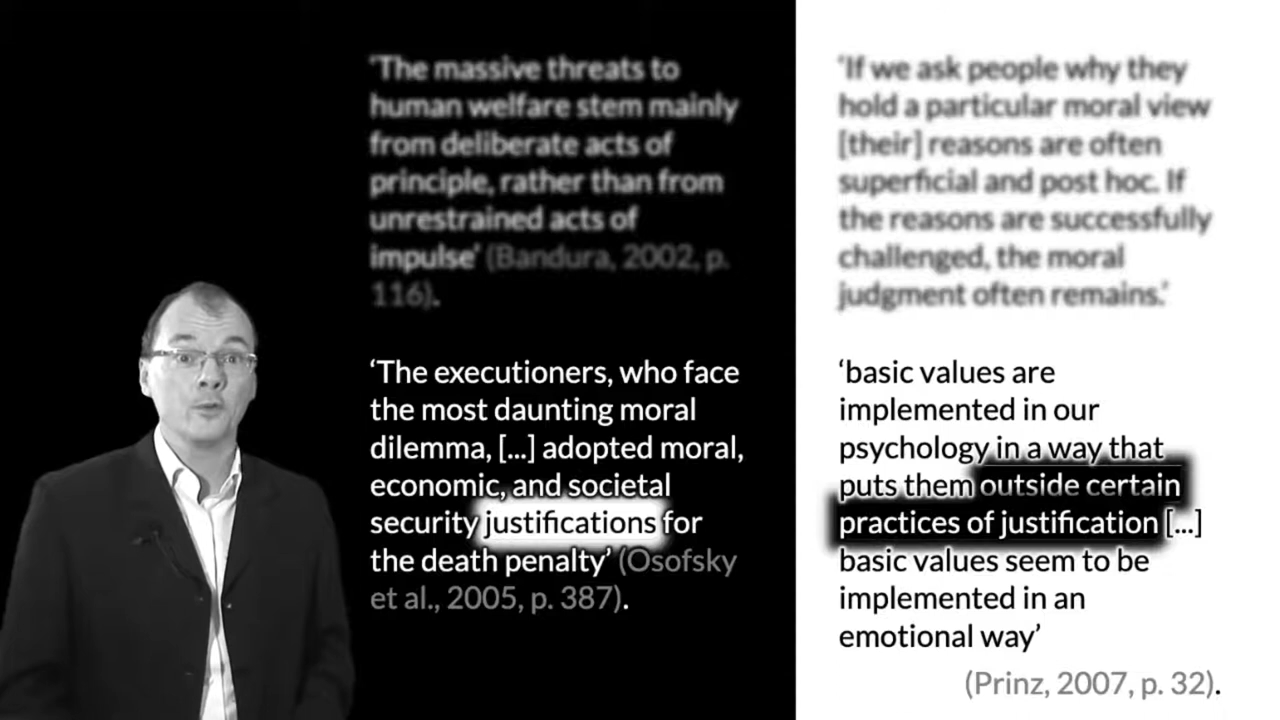 ‘The massive threats to
human welfare stem mainly
from deliberate acts of
principle, rather than from
unrestrained acts of
impulse’ (Bandura, 2002, p.
116).
‘The executioners, who face
the most daunting moral
dilemma, [...] adopted moral,
economic, and societal
security justifications for
the death penalty’ (Osofsky
et al., 2005, p. 387).
‘If we ask people why they
hold a particular moral view
[their] reasons are often
superficial and post hoc. If
the reasons are successfully
challenged, the moral
judgment often remains.’
‘basic values are
implemented in our
psychology in a way that
puts them outside certain
practices of justification [...]
basic values seem to be
implemented in an
emotional way’
(Prinz, 2007, p. 32).